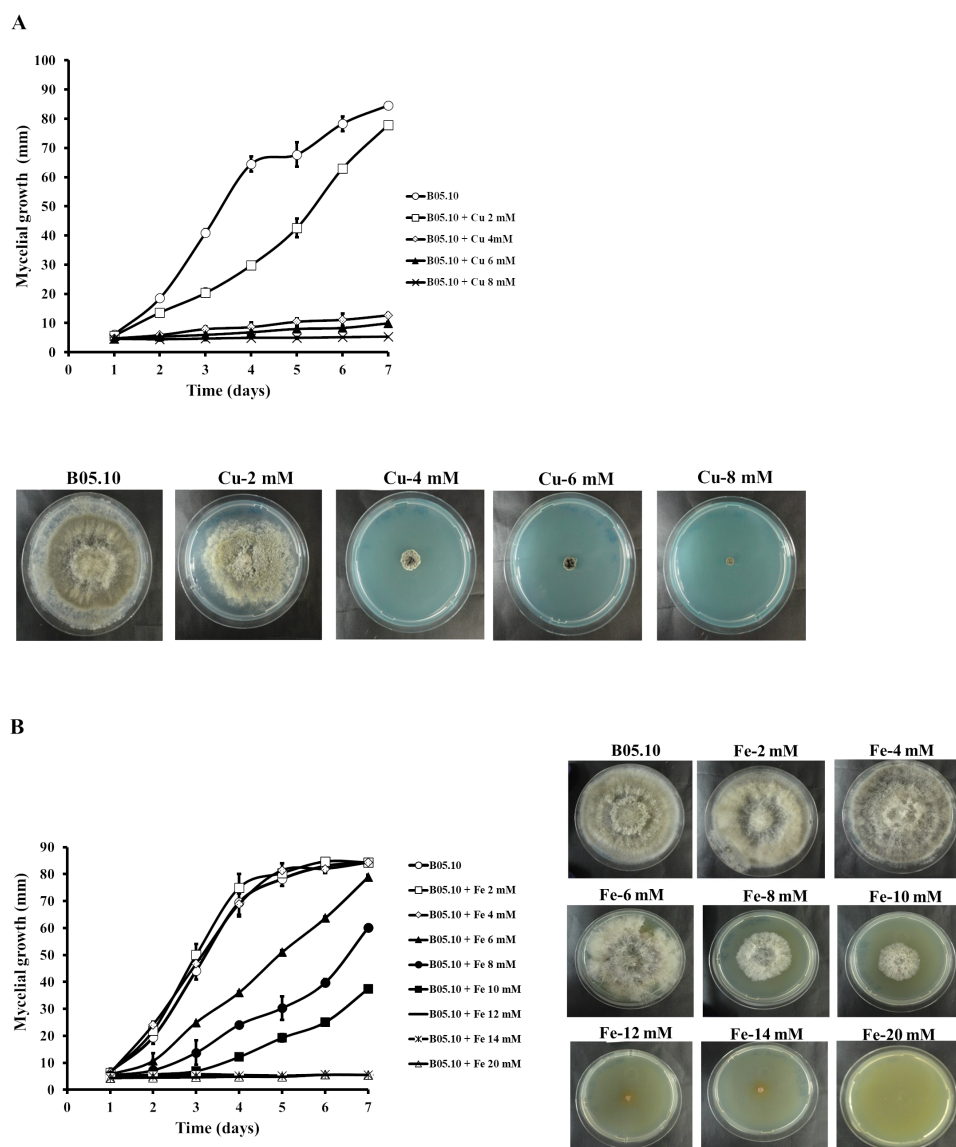 A
100
90
80
70
60
50
40
30
20
10
0
Mycelial growth (mm)
0 1 2 3 4 5 6 7
Time (days)
B05.10
B05.10 + Cu 2 mM
B05.10 + Cu 4mM
B05.10 + Cu 6 mM
B05.10 + Cu 8 mM
B05.10 Cu-2 mM Cu-4 mM Cu-6 mM Cu-8 mM
B
90
80
70
60
50
40
30
20
10
0
Mycelial growth (mm)
0 1 2 3 4 5 6 7
Time (days)
B05.10
B05.10 + Fe 2 mM
B05.10 + Fe 4 mM
B05.10 + Fe 6 mM
B05.10 + Fe 8 mM
B05.10 + Fe 10 mM
B05.10 + Fe 12 mM
B05.10 + Fe 14 mM
B05.10 + Fe 20 mM
B05.10 Fe-2 mM Fe-4 mM
Fe-6 mM Fe-8 mM Fe-10 mM
Fe-12 mM Fe-14 mM Fe-20 mM